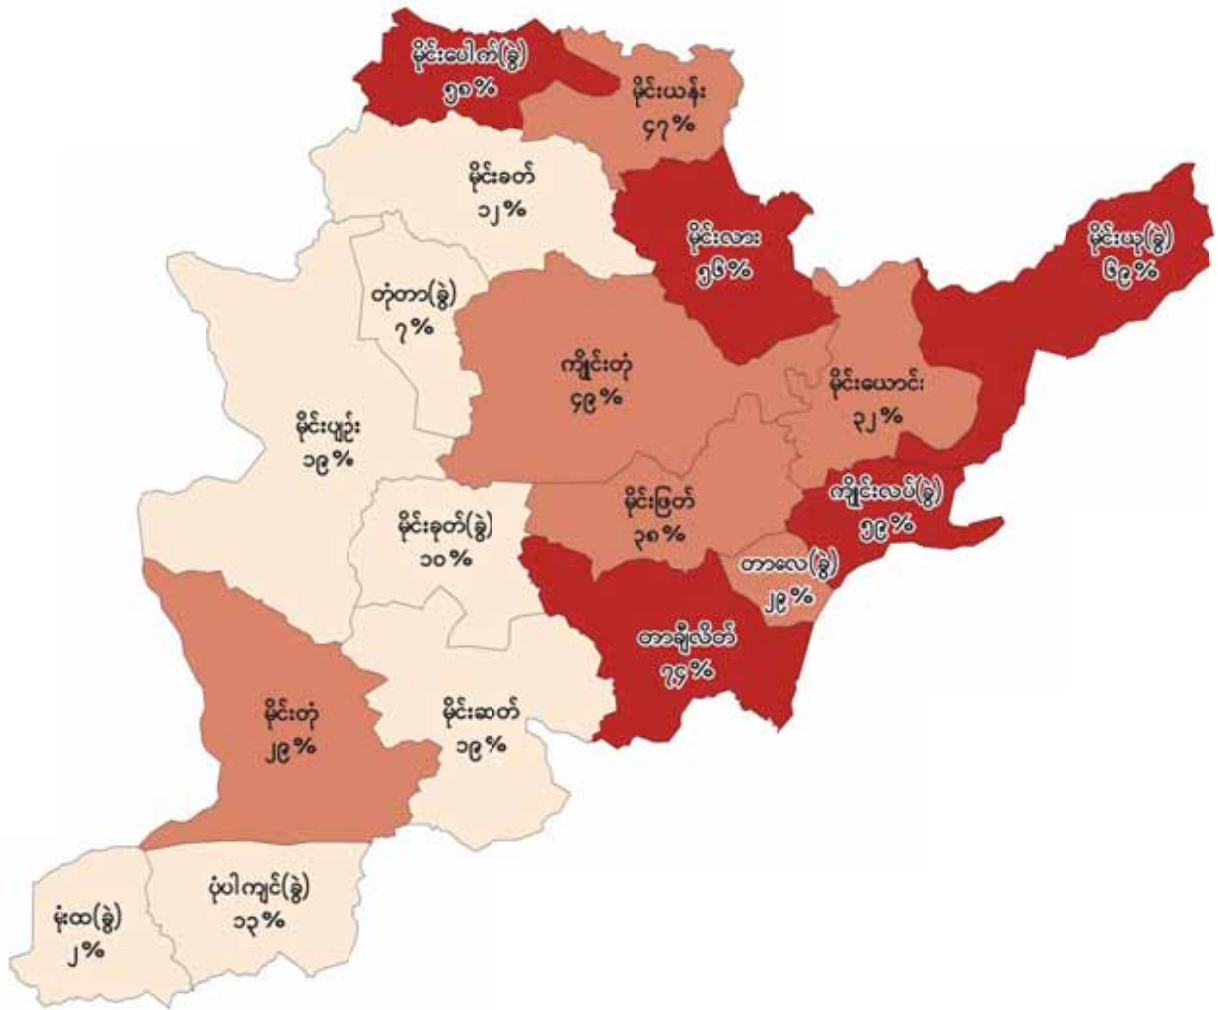 မိုင်းပေါက်(ခွဲ)
၅၈%
မိုင်းယန်း
၄၇%
မိုင်းခတ်
၁၂%
မိုင်းလား
၅၆%
မိုင်းယု(ခွဲ)
၆၉%
တုံတာ(ခွဲ)
၇%
ကျိုင်းတုံ
၄၉%
မိုင်းယောင်း
၃၂%
မိုင်းပျဉ်း
၁၉%
မိုင်းခုတ်(ခွဲ)
၁၀%
မိုင်းဖြတ်
၃၈%
ကျိုင်းလပ်(ခွဲ)
၅၉%
တာလေ(ခွဲ)
၂၉%
တာချီလိတ်
၇၄%
မိုင်းတုံ
၂၉%
မိုင်းဆတ်
၁၉%
ပုံပါကျင်(ခွဲ)
၁၃%
မုံးထ(ခွဲ)
၂%